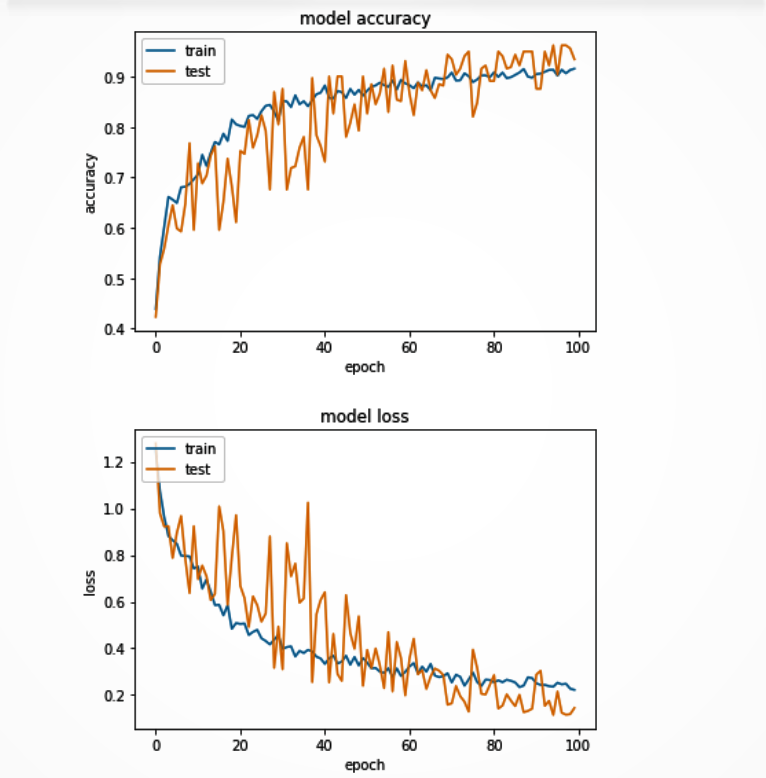 model accuracy
train
test
0.9
0.8
0.7
0.6
0.5
0.4
accuracy
0 20 40 60 80 100
epoch
model loss
train
test
1.2
1.0
0.8
0.6
0.4
0.2
loss
0 20 40 60 80 100
epoch